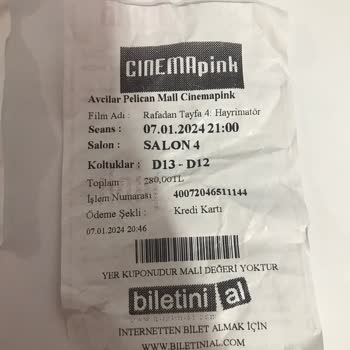 CINEMApink
Avcilar Pelican Mall Cinemapink
Film Adı : Rafadan Tayfa 4: Hayrimatör
Seans : 07.01.2024 21:00
Salon : SALON 4
Koltuklar : D13 - D12
Toplam : 280,00TL
İşlem Numarası : 40072046511144
Ödeme Şekli : Kredi Kartı
07.01.2024 20:46
YER KUPONUDUR MALİ DEĞERİ YOKTUR
biletini al
İNTERNETTEN BİLET ALMAK İÇİN
WWW.BILETINIAL.COM